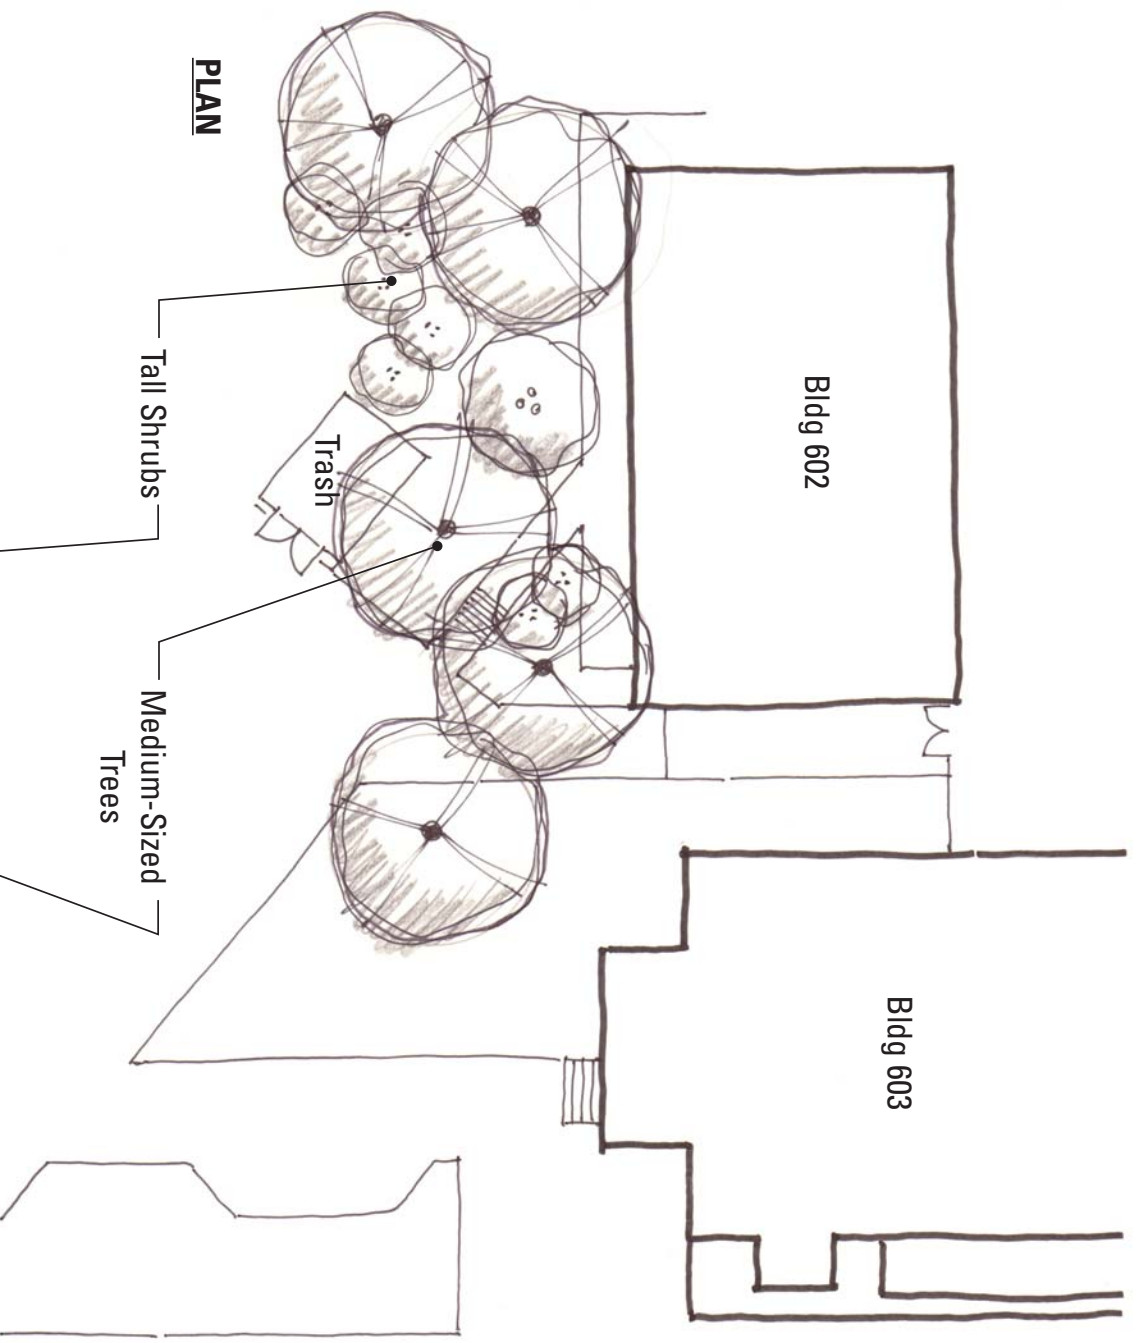 Bldg 602
Bldg 603
Trash
PLAN
Tall Shrubs
Medium-Sized
Trees